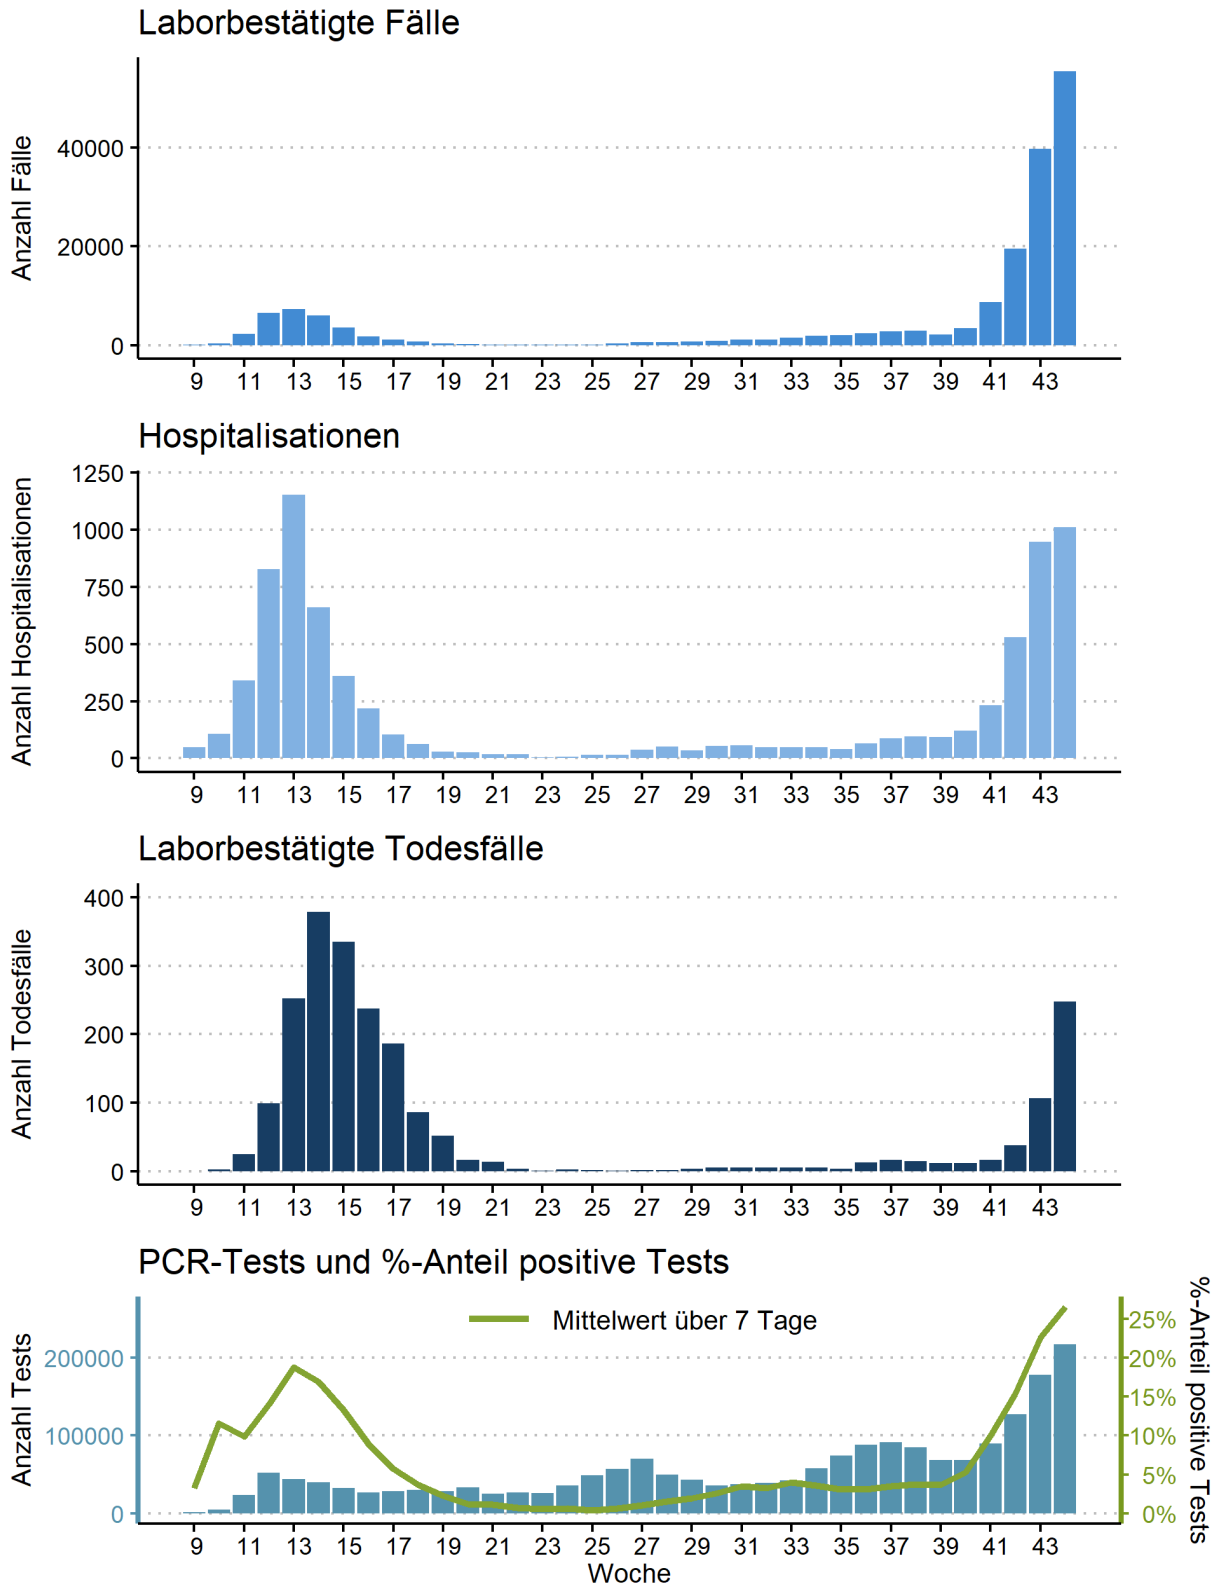 Laborbestätigte Fälle
Anzahl Fälle
40000
20000
0
9 11 13 15 17 19 21 23 25 27 29 31 33 35 37 39 41 43
Hospitalisationen
Anzahl Hospitalisationen
1250
1000
750
500
250
0
9 11 13 15 17 19 21 23 25 27 29 31 33 35 37 39 41 43
Laborbestätigte Todesfälle
Anzahl Todesfälle
400
300
200
100
0
9 11 13 15 17 19 21 23 25 27 29 31 33 35 37 39 41 43
PCR-Tests und %-Anteil positive Tests
Mittelwert über 7 Tage
Anzahl Tests
200000
100000
0
25%
20%
15%
10%
5%
0%
%-Anteil positive Tests
9 11 13 15 17 19 21 23 25 27 29 31 33 35 37 39 41 43
Woche